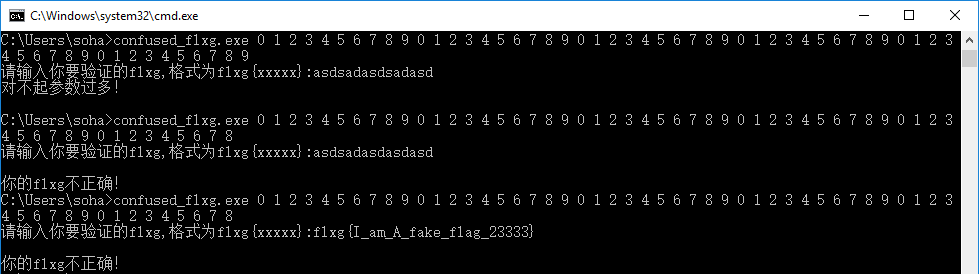 C:\Windows\system32\cmd.exe
C:\Users\soha>confused_flxg.exe 0 1 2 3 4 5 6 7 8 9 0 1 2 3 4 5 6 7 8 9 0 1 2 3 4 5 6 7 8 9 0 1 2 3 4 5 6 7 8 9 0 1 2 3
4 5 6 7 8 9 0 1 2 3 4 5 6 7 8 9
请输入你要验证的flxg,格式为flxg{xxxxx}:asdsadasdsadasd
对不起参数过多!
C:\Users\soha>confused_flxg.exe 0 1 2 3 4 5 6 7 8 9 0 1 2 3 4 5 6 7 8 9 0 1 2 3 4 5 6 7 8 9 0 1 2 3 4 5 6 7 8 9 0 1 2 3
4 5 6 7 8 9 0 1 2 3 4 5 6 7 8
请输入你要验证的flxg,格式为flxg{xxxxx}:asdsadasdasdasd
你的flxg不正确!
C:\Users\soha>confused_flxg.exe 0 1 2 3 4 5 6 7 8 9 0 1 2 3 4 5 6 7 8 9 0 1 2 3 4 5 6 7 8 9 0 1 2 3 4 5 6 7 8 9 0 1 2 3
4 5 6 7 8 9 0 1 2 3 4 5 6 7 8
请输入你要验证的flxg,格式为flxg{xxxxx}:flxg{I_am_A_fake_flag_23333}
你的flxg不正确!